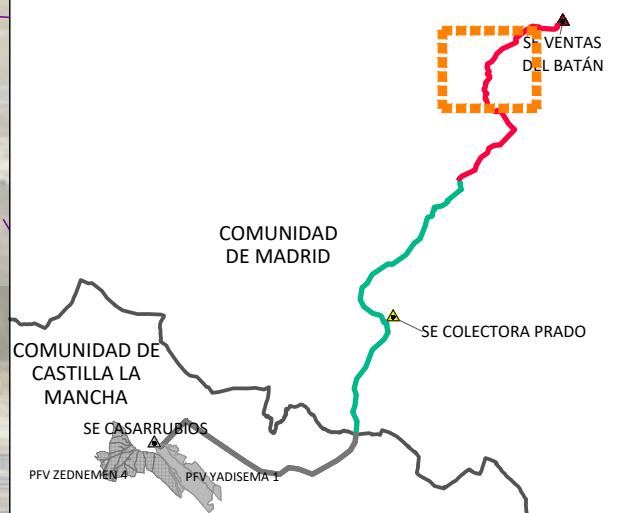 SE VENTAS
DEL BATÁN
COMUNIDAD
DE MADRID
SE COLECTORA PRADO
COMUNIDAD DE
CASTILLA LA
MANCHA
SE CASARRUBIOS
PFV ZEDNEMEN 4
PFV YADISEMA 1